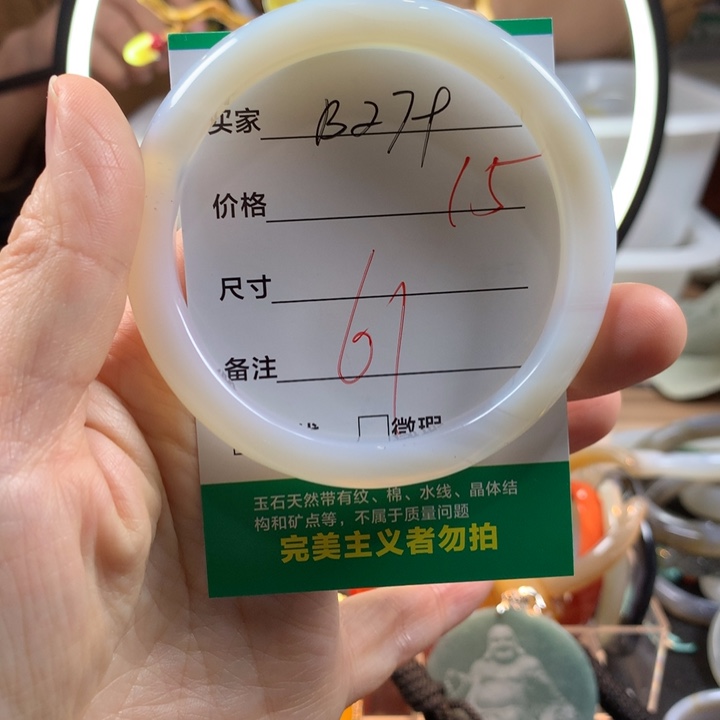 买家 B279
价格 15
尺寸
备注 61
微瑕
玉石天然带有纹、棉、水线、晶体结
构和矿点等，不属于质量问题
完美主义者勿拍